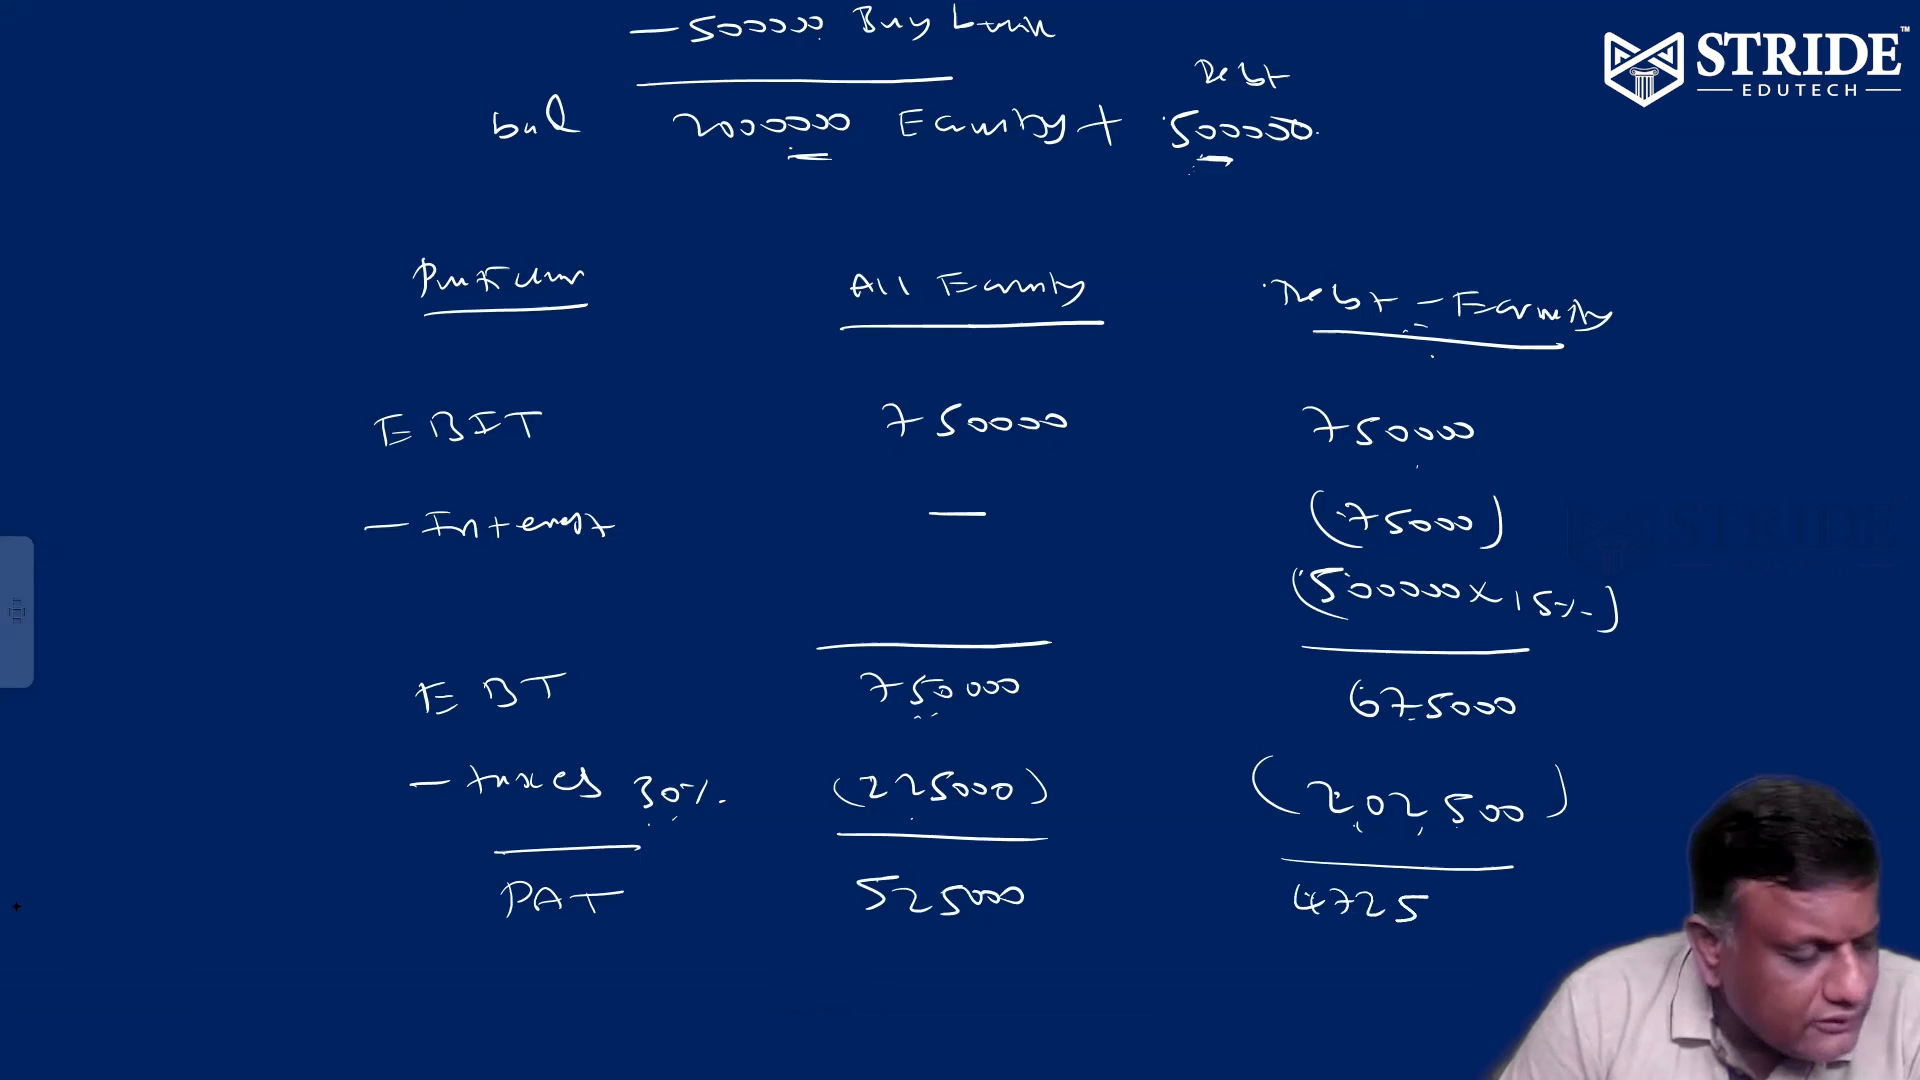 — 500000 Buy Loan
STRIDE™
EDUTECH
Debt
bal 2000000 Equity + 500000
Particular All Equity Debt - Equity
EBIT 750000 750000
— Interest — (75000)
(500000 x 15%)
EBT 750000 675000
— taxes 30% (225000) (202500)
PAT 525000 4725